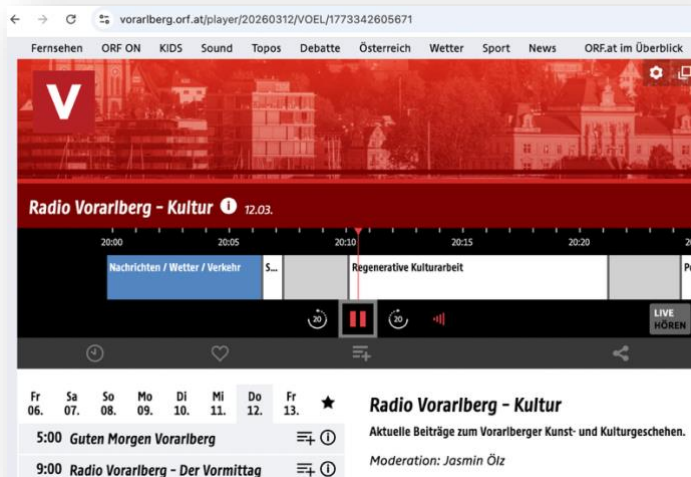 vorarlberg.orf.at/player/20260312/VOEL/1773342605671
Fernsehen ORF ON KIDS Sound Topos Debatte Österreich Wetter Sport News ORF.at im Überblick
V
Radio Vorarlberg - Kultur i 12.03.
20:00 20:05 20:10 20:15 20:20
Nachrichten / Wetter / Verkehr S... Regenerative Kulturarbeit
20 20 LIVE
HÖREN
Fr Sa So Mo Di Mi Do Fr
06. 07. 08. 09. 10. 11. 12. 13.
Radio Vorarlberg - Kultur
5:00 Guten Morgen Vorarlberg
Aktuelle Beiträge zum Vorarlberger Kunst- und Kulturgeschehen.
9:00 Radio Vorarlberg - Der Vormittag
Moderation: Jasmin Ölz